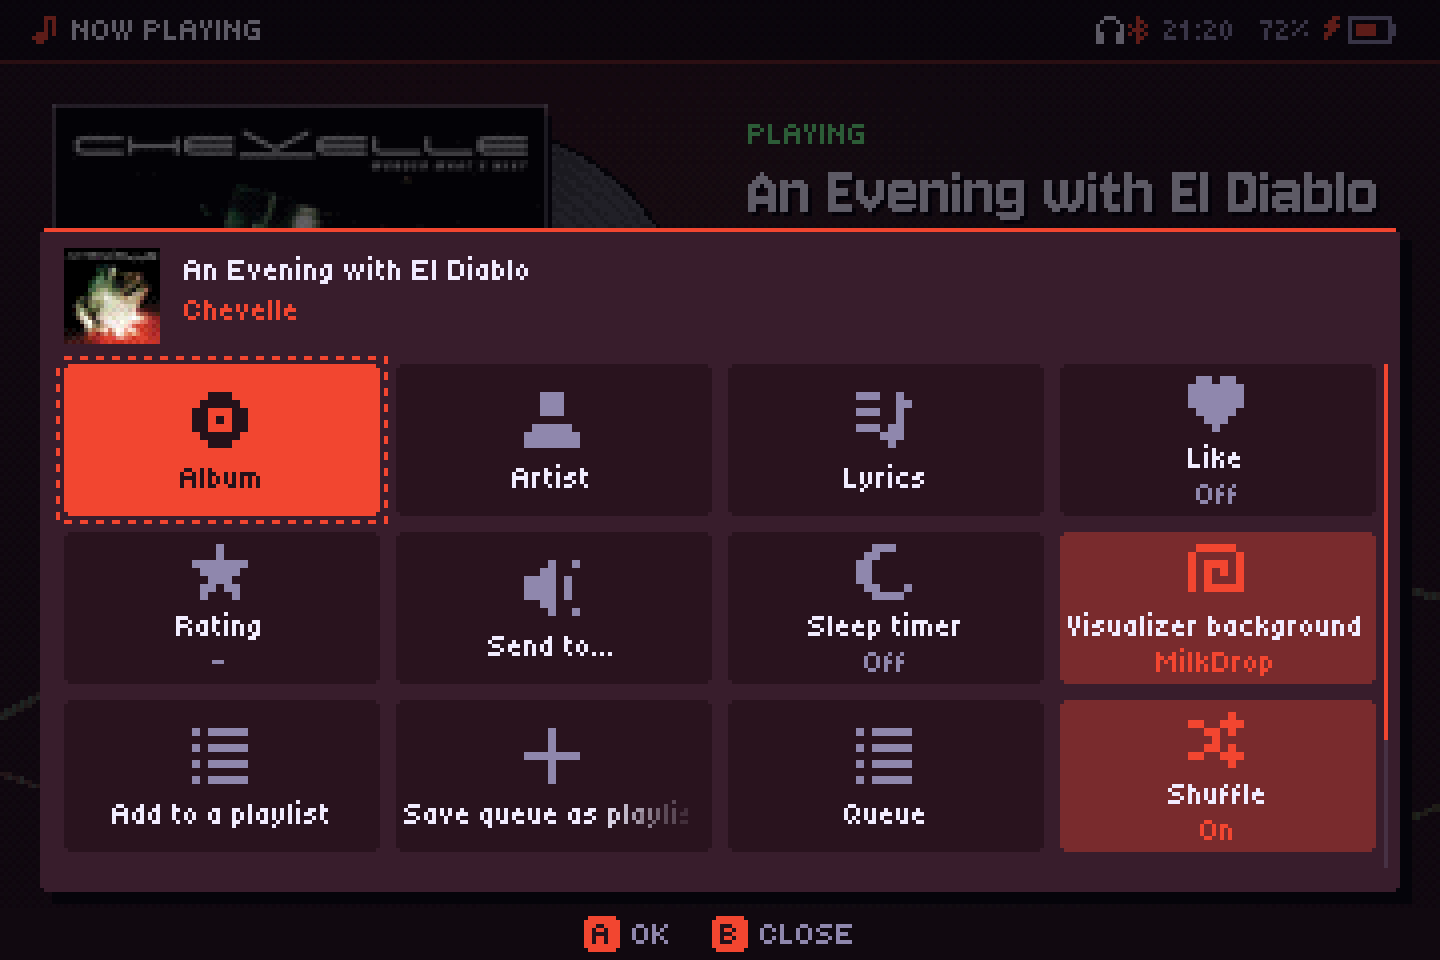 NOW PLAYING
21:20 72%
CHEVELLE
PLAYING
An Evening with El Diablo
An Evening with El Diablo
Chevelle
Album
Artist
Lyrics
Like
Off
Rating
-
Send to...
Sleep timer
Off
Visualizer background
MilkDrop
Add to a playlist
Save queue as playlis
Queue
Shuffle
On
A OK B CLOSE